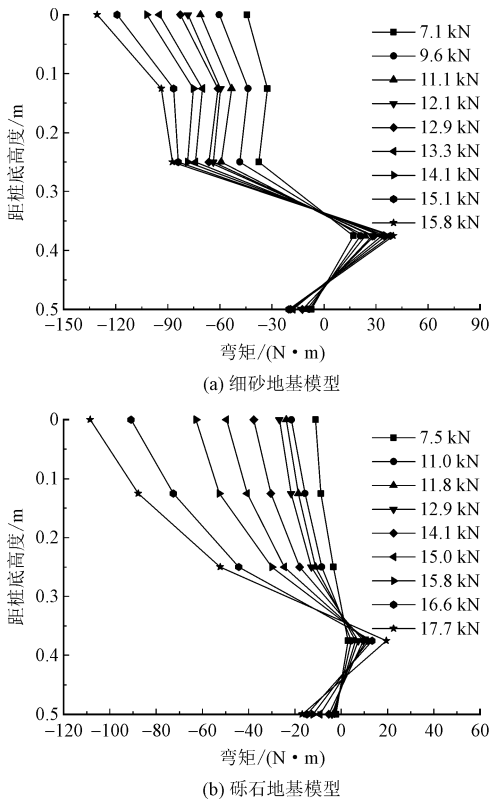 0
0.1
0.2
0.3
0.4
0.5
距桩底高度/m
7.1 kN
9.6 kN
11.1 kN
12.1 kN
12.9 kN
13.3 kN
14.1 kN
15.1 kN
15.8 kN
−150 −120 −90 −60 −30 0 30 60 90
弯矩/(N·m)
(a) 细砂地基模型
0
0.1
0.2
0.3
0.4
0.5
距桩底高度/m
7.5 kN
11.0 kN
11.8 kN
12.9 kN
14.1 kN
15.0 kN
15.8 kN
16.6 kN
17.7 kN
−120 −100 −80 −60 −40 −20 0 20 40 60
弯矩/(N·m)
(b) 砾石地基模型